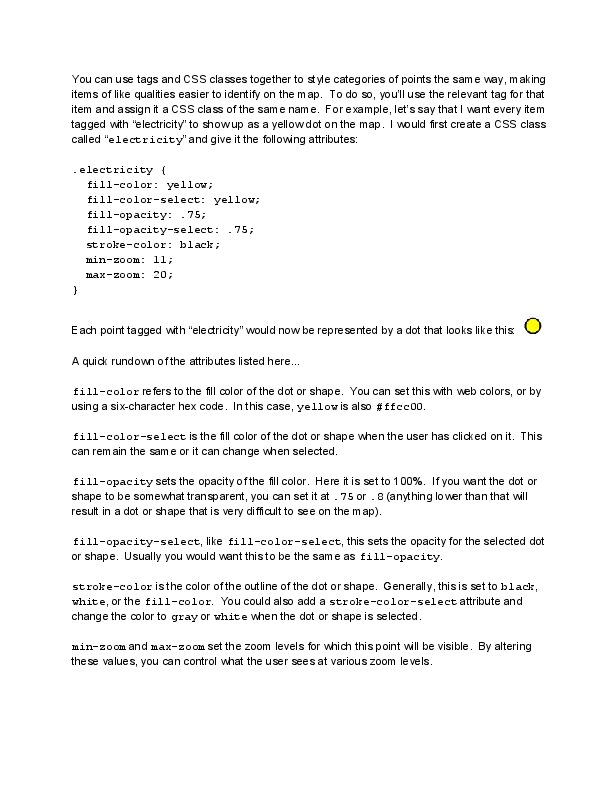 You can use tags and CSS classes together to style categories of points the same way, making
items of like qualities easier to identify on the map.  To do so, you’ll use the relevant tag for that
item and assign it a CSS class of the same name.  For example, let’s say that I want every item
tagged with “electricity” to show up as a yellow dot on the map.  I would first create a CSS class
called “electricity” and give it the following attributes:
.electricity {
  fill-color: yellow;
  fill-color-select: yellow;
  fill-opacity: .75;
  fill-opacity-select: .75;
  stroke-color: black;
  min-zoom: 11;
  max-zoom: 20;
}
Each point tagged with “electricity” would now be represented by a dot that looks like this:
A quick rundown of the attributes listed here...
fill-color refers to the fill color of the dot or shape.  You can set this with web colors, or by
using a six-character hex code.  In this case, yellow is also #ffcc00.
fill-color-select is the fill color of the dot or shape when the user has clicked on it.  This
can remain the same or it can change when selected.
fill-opacity sets the opacity of the fill color.  Here it is set to 100%.  If you want the dot or
shape to be somewhat transparent, you can set it at .75 or .8 (anything lower than that will
result in a dot or shape that is very difficult to see on the map).
fill-opacity-select, like fill-color-select, this sets the opacity for the selected dot
or shape.  Usually you would want this to be the same as fill-opacity.
stroke-color is the color of the outline of the dot or shape.  Generally, this is set to black,
white, or the fill-color.  You could also add a stroke-color-select attribute and
change the color to gray or white when the dot or shape is selected.
min-zoom and max-zoom set the zoom levels for which this point will be visible.  By altering
these values, you can control what the user sees at various zoom levels.